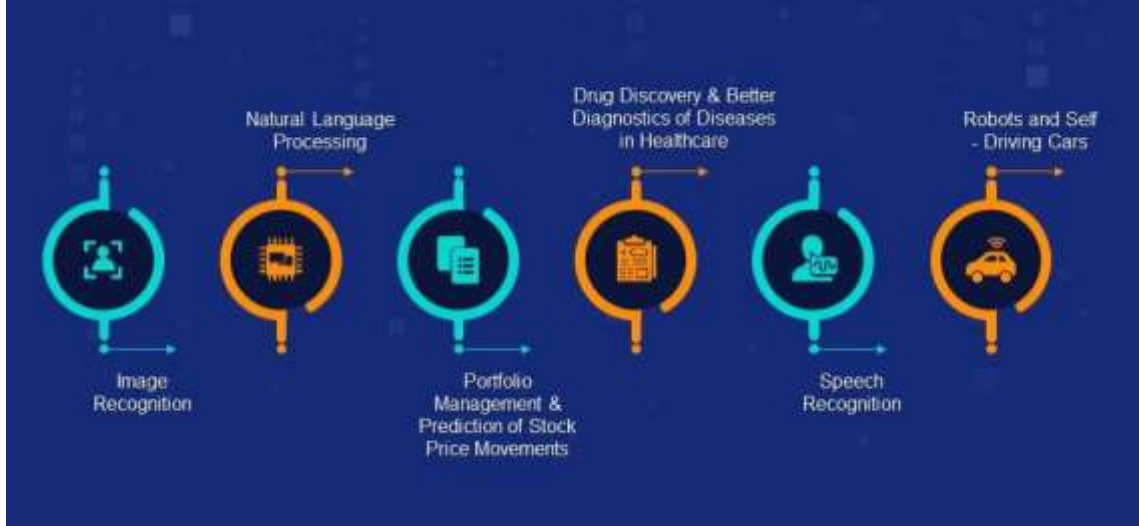 Image
Recognition
Natural Language
Processing
Portfolio
Management &
Prediction of Stock
Price Movements
Drug Discovery & Better
Diagnostics of Diseases
in Healthcare
Speech
Recognition
Robots and Self
- Driving Cars